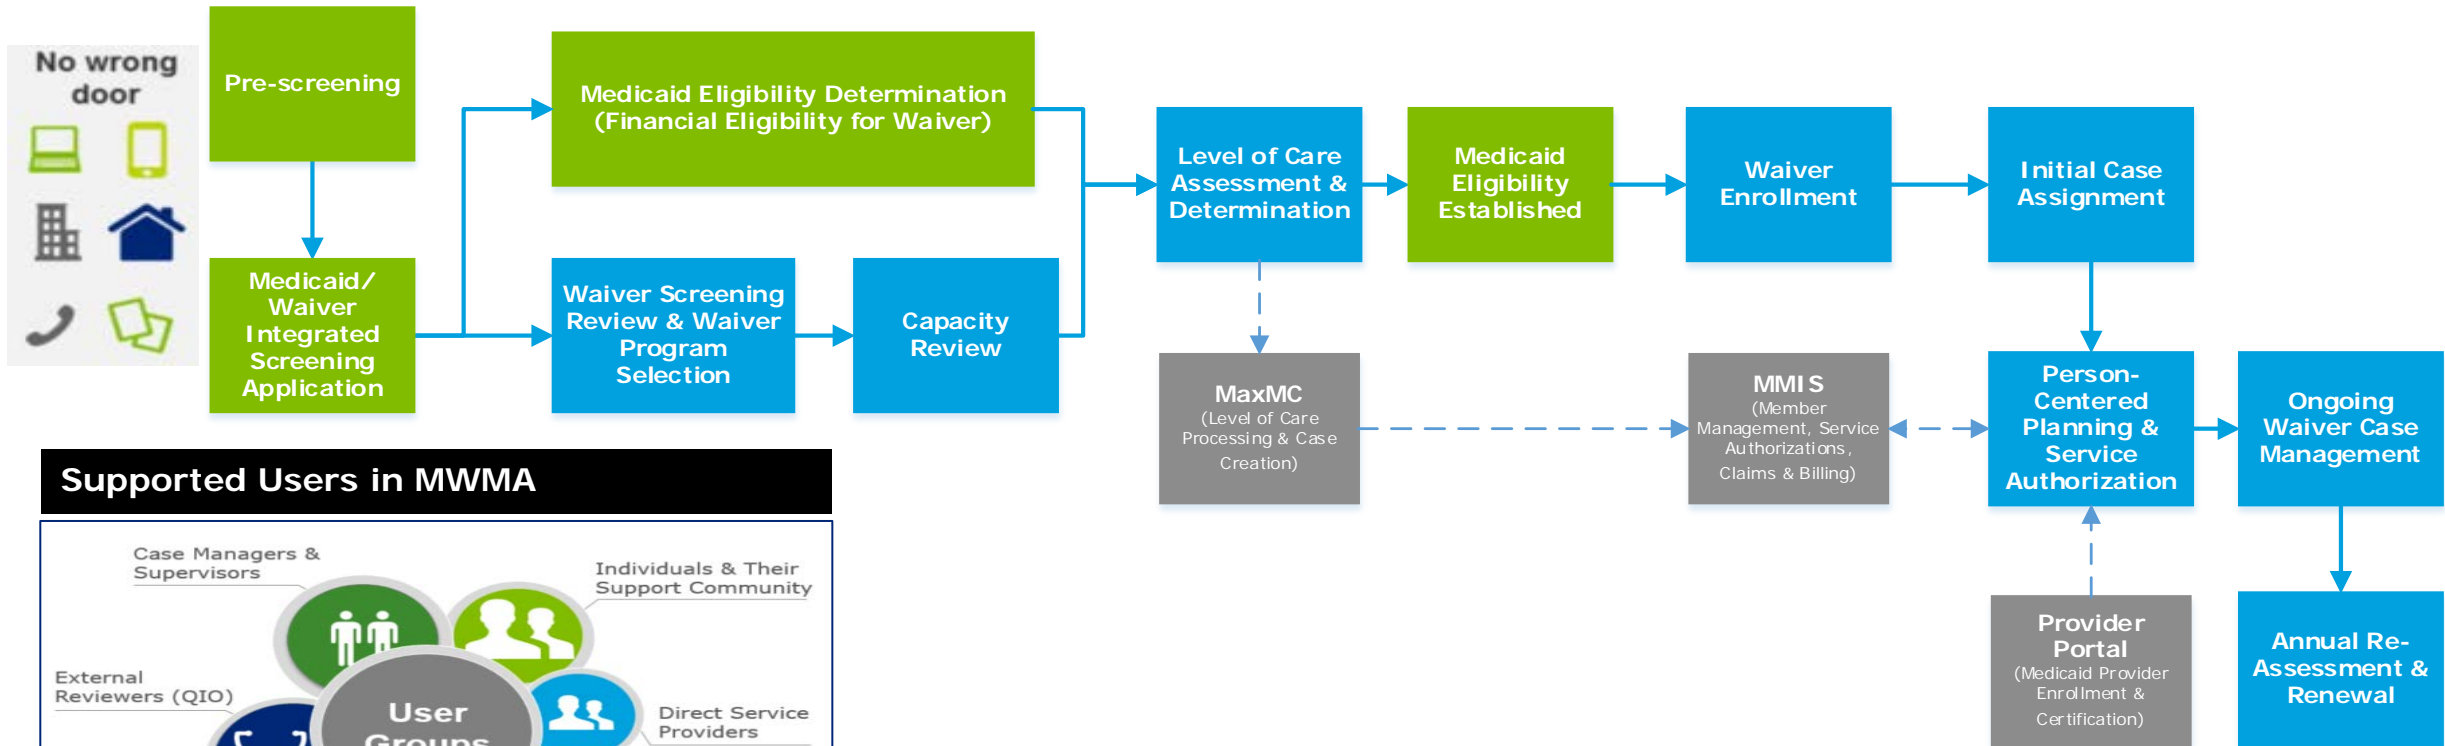 No wrong
door
Pre-screening
Medicaid/
Waiver
Integrated
Screening
Application
Medicaid Eligibility Determination
(Financial Eligibility for Waiver)
Waiver Screening
Review & Waiver
Program
Selection
Capacity
Review
Level of Care
Assessment &
Determination
Medicaid
Eligibility
Established
Waiver
Enrollment
Initial Case
Assignment
MaxMC
(Level of Care
Processing & Case
Creation)
MMIS
(Member
Management, Service
Authorizations,
Claims & Billing)
Person-
Centered
Planning &
Service
Authorization
Ongoing
Waiver Case
Management
Provider
Portal
(Medicaid Provider
Enrollment &
Certification)
Annual Re-
Assessment &
Renewal
Supported Users in MWMA
Case Managers &
Supervisors
Individuals & Their
Support Community
External
Reviewers (QIO)
User
Groups
Direct Service
Providers